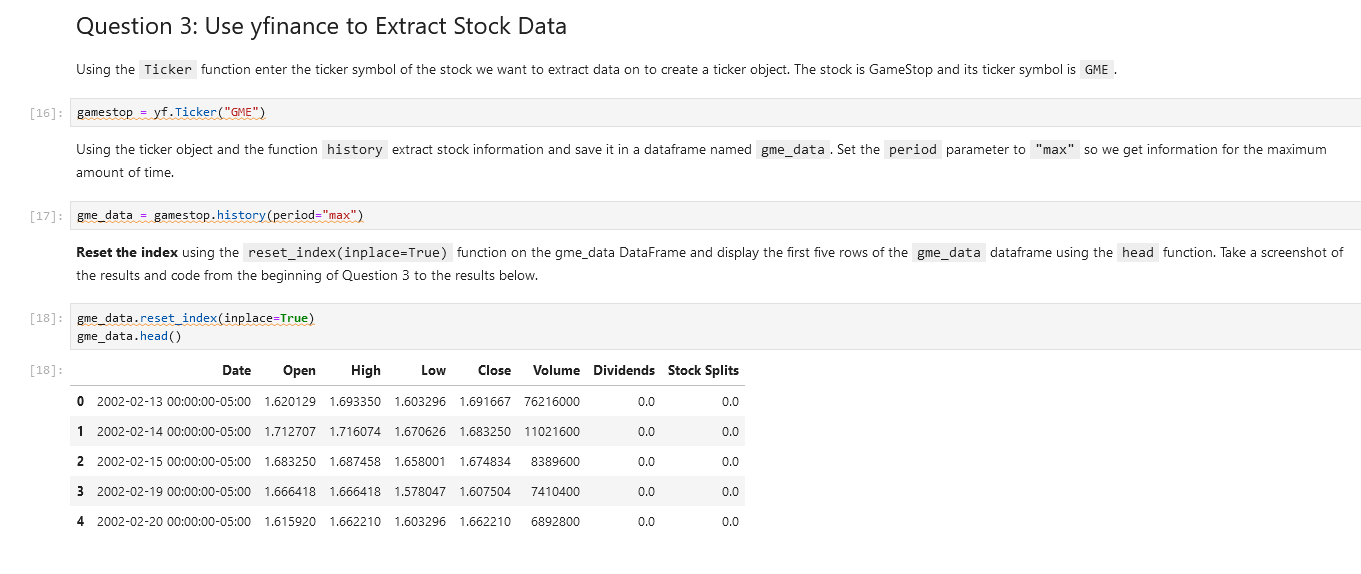 Question 3: Use yfinance to Extract Stock Data
Using the Ticker function enter the ticker symbol of the stock we want to extract data on to create a ticker object. The stock is GameStop and its ticker symbol is GME .
[16]: gamestop = yf.Ticker("GME")
Using the ticker object and the function history extract stock information and save it in a dataframe named gme_data . Set the period parameter to "max" so we get information for the maximum
amount of time.
[17]: gme_data = gamestop.history(period="max")
Reset the index using the reset_index(inplace=True) function on the gme_data DataFrame and display the first five rows of the gme_data dataframe using the head function. Take a screenshot of
the results and code from the beginning of Question 3 to the results below.
[18]: gme_data.reset_index(inplace=True)
gme_data.head()
[18]: Date Open High Low Close Volume Dividends Stock Splits
0 2002-02-13 00:00:00-05:00 1.620129 1.693350 1.603296 1.691667 76216000 0.0 0.0
1 2002-02-14 00:00:00-05:00 1.712707 1.716074 1.670626 1.683250 11021600 0.0 0.0
2 2002-02-15 00:00:00-05:00 1.683250 1.687458 1.658001 1.674834 8389600 0.0 0.0
3 2002-02-19 00:00:00-05:00 1.666418 1.666418 1.578047 1.607504 7410400 0.0 0.0
4 2002-02-20 00:00:00-05:00 1.615920 1.662210 1.603296 1.662210 6892800 0.0 0.0